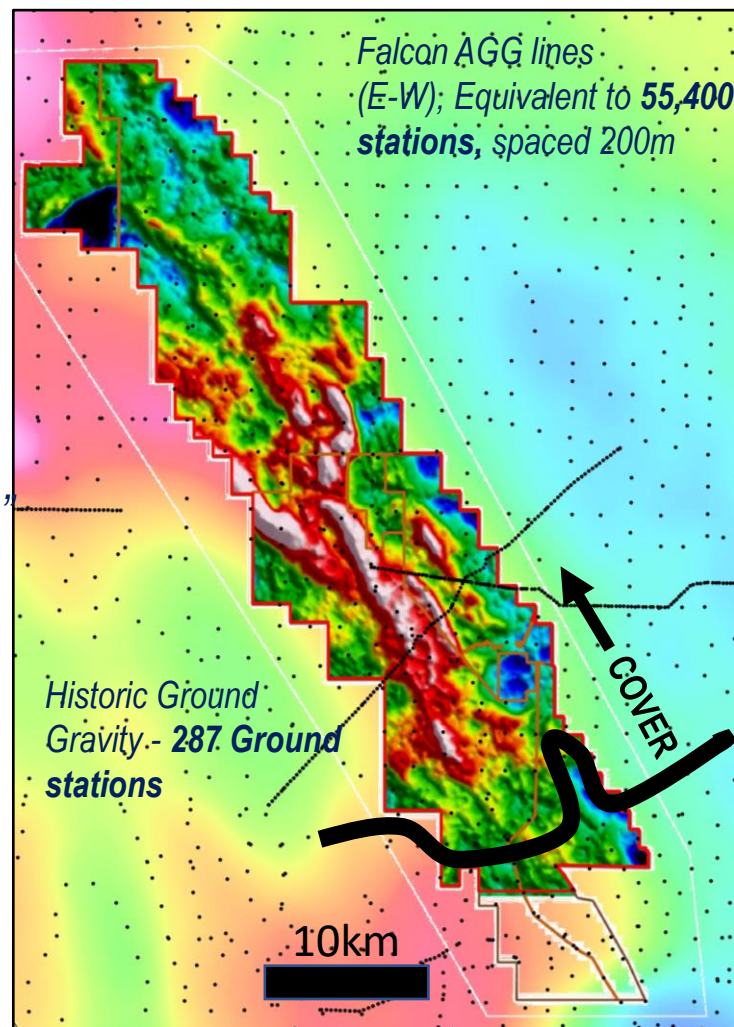 Falcon AGG lines
(E-W); Equivalent to 55,400
stations, spaced 200m
”
COVER
Historic Ground
Gravity - 287 Ground
stations
10km